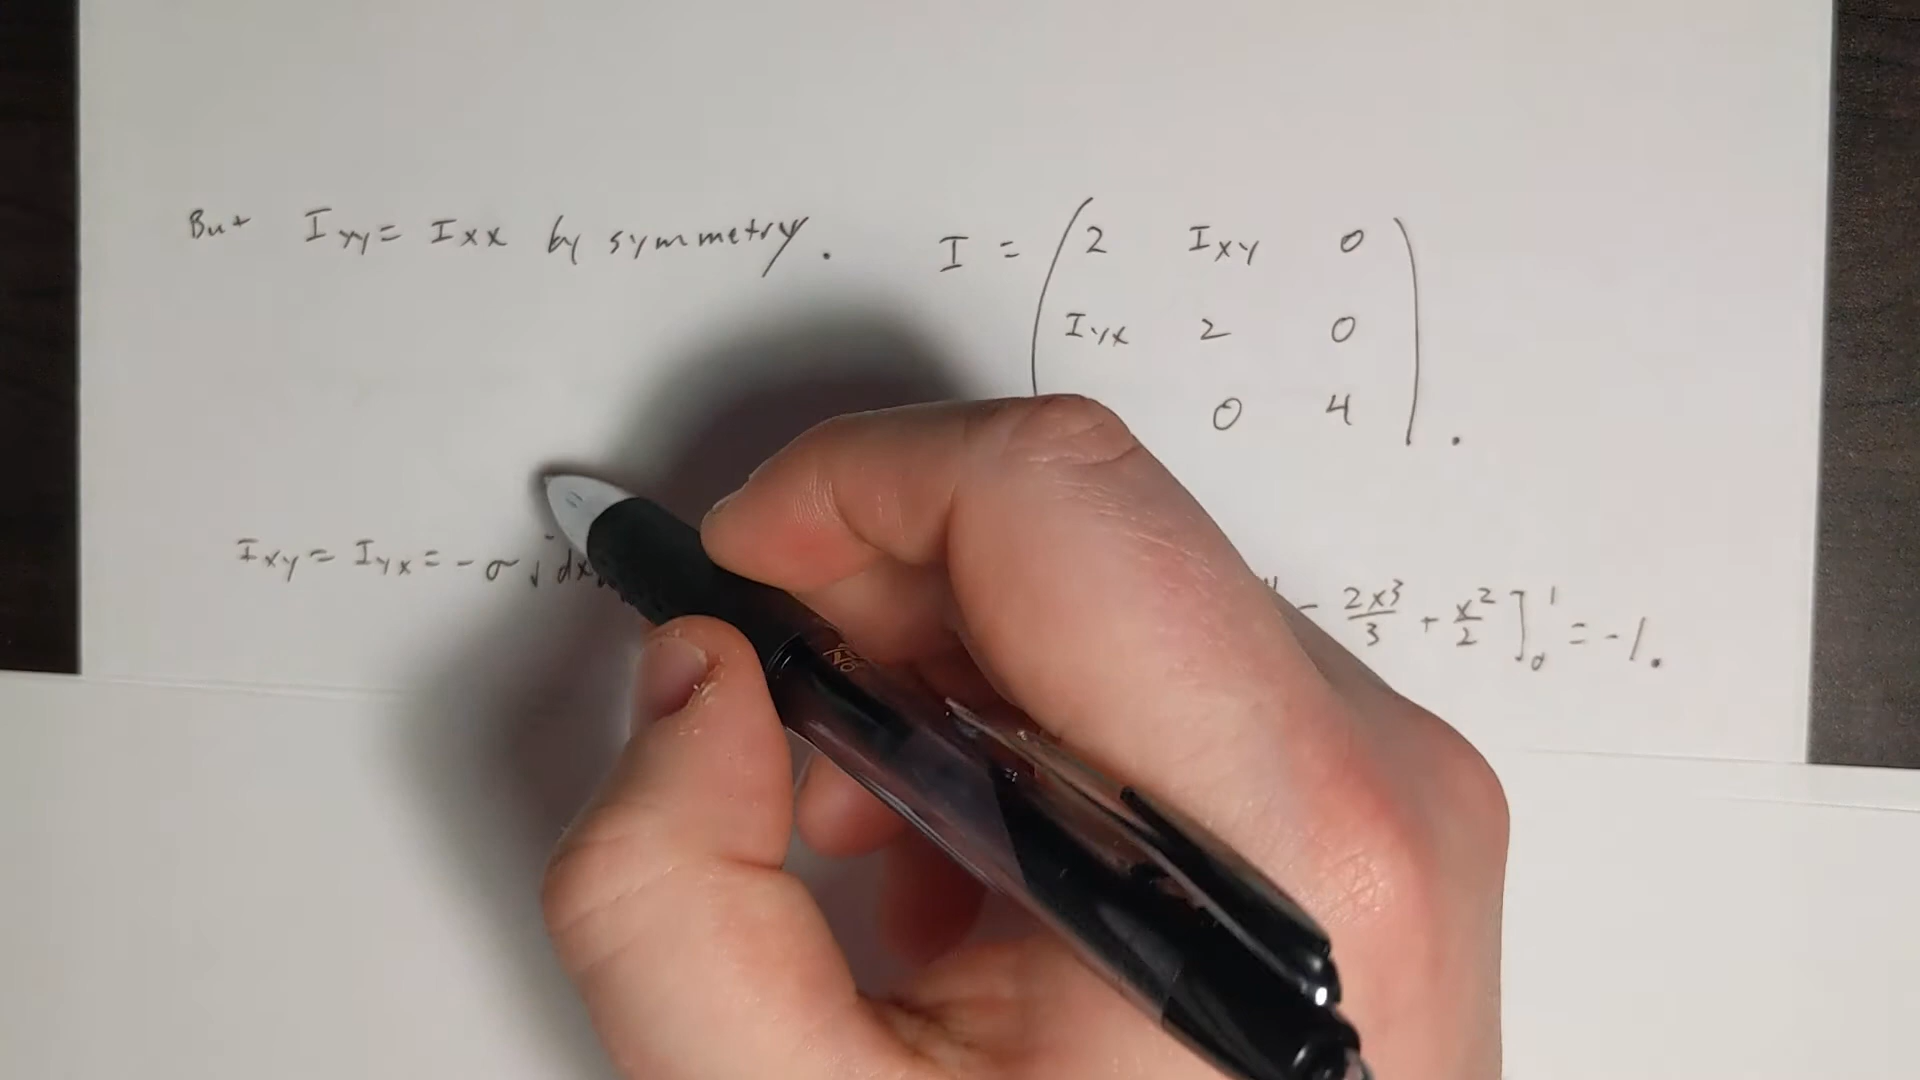 But Iyy = Ixx by symmetry. I = ( 2 Ixy 0
Iyx 2 0
0 4 ) .
Ixy = Iyx = - σ ∫ dx
- 2x3/3 + x2/2 ]10 = -1.